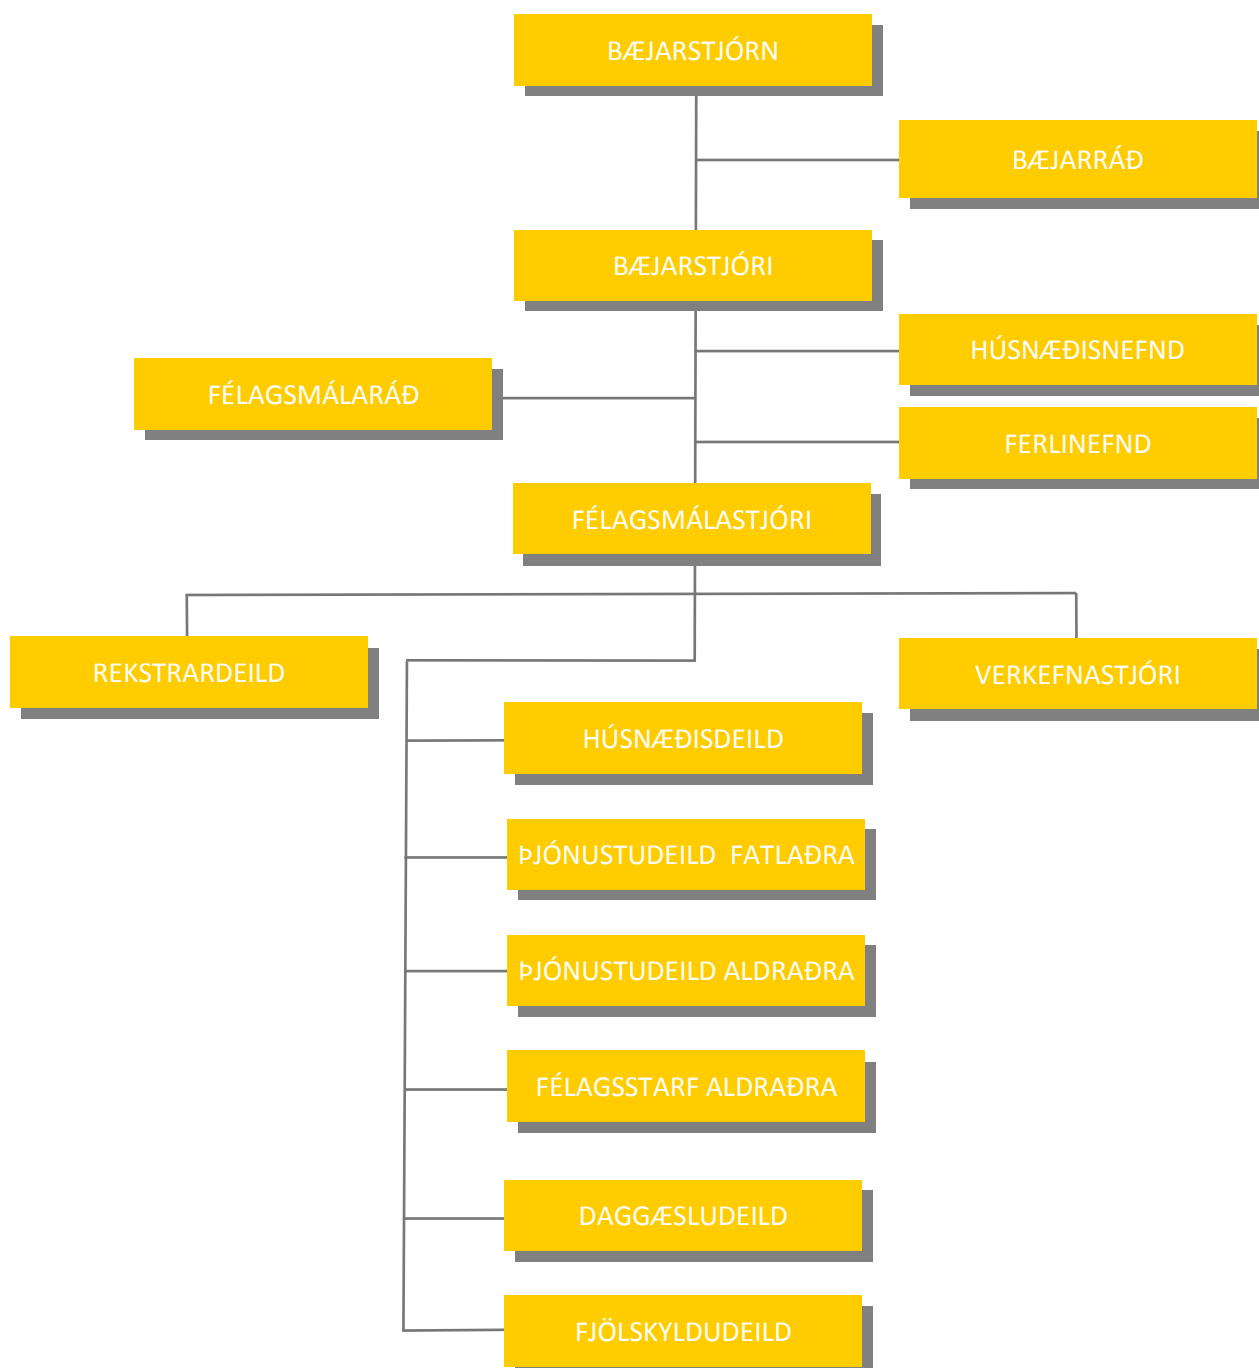 BÆJARSTJÓRN
BÆJARRÁÐ
BÆJARSTJÓRI
HÚSNÆÐISNEFND
FÉLAGSMÁLARÁÐ
FERLINEFND
FÉLAGSMÁLASTJÓRI
REKSTRARDEILD
VERKEFNASTJÓRI
HÚSNÆÐISDEILD
ÞJÓNUSTUDEILD  FATLAÐRA
ÞJÓNUSTUDEILD ALDRAÐRA
FÉLAGSSTARF ALDRAÐRA
DAGGÆSLUDEILD
FJÖLSKYLDUDEILD